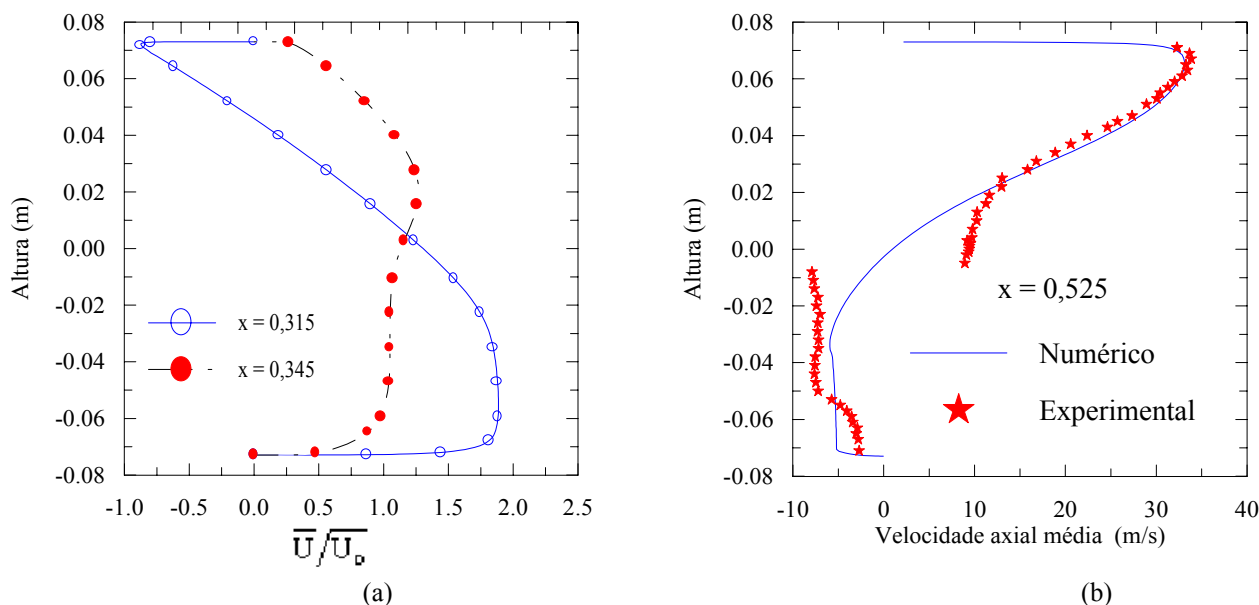 0.08
0.06
0.04
0.02
0.00
-0.02
-0.04
-0.06
-0.08
Altura (m)
x = 0,315
x = 0,345
-1.0 -0.5 0.0 0.5 1.0 1.5 2.0 2.5
U/U_D
(a)
0.08
0.06
0.04
0.02
0.00
-0.02
-0.04
-0.06
-0.08
Altura (m)
x = 0,525
Numérico
Experimental
-10 0 10 20 30 40
Velocidade axial média (m/s)
(b)